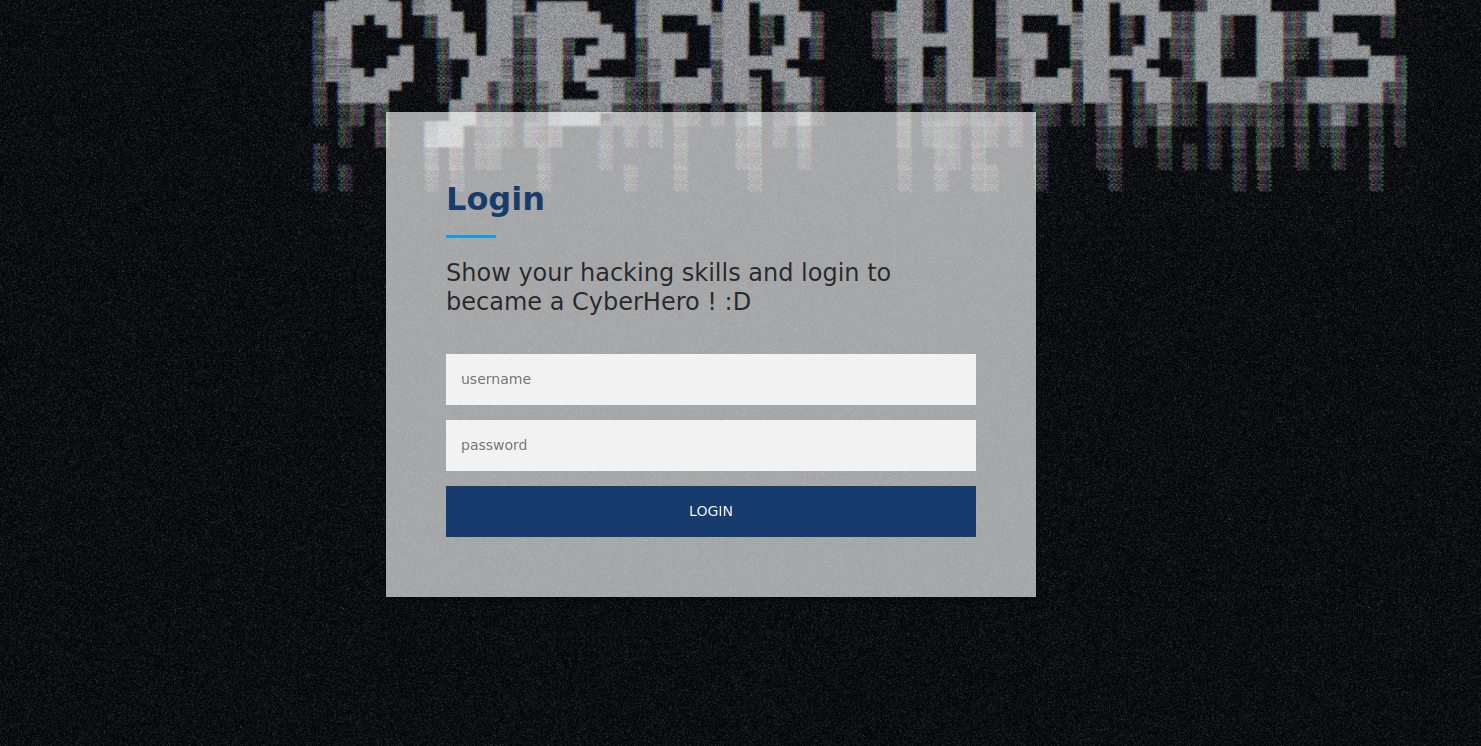 CYBER HEROS
Login
Show your hacking skills and login to
became a CyberHero ! :D
username
password
LOGIN